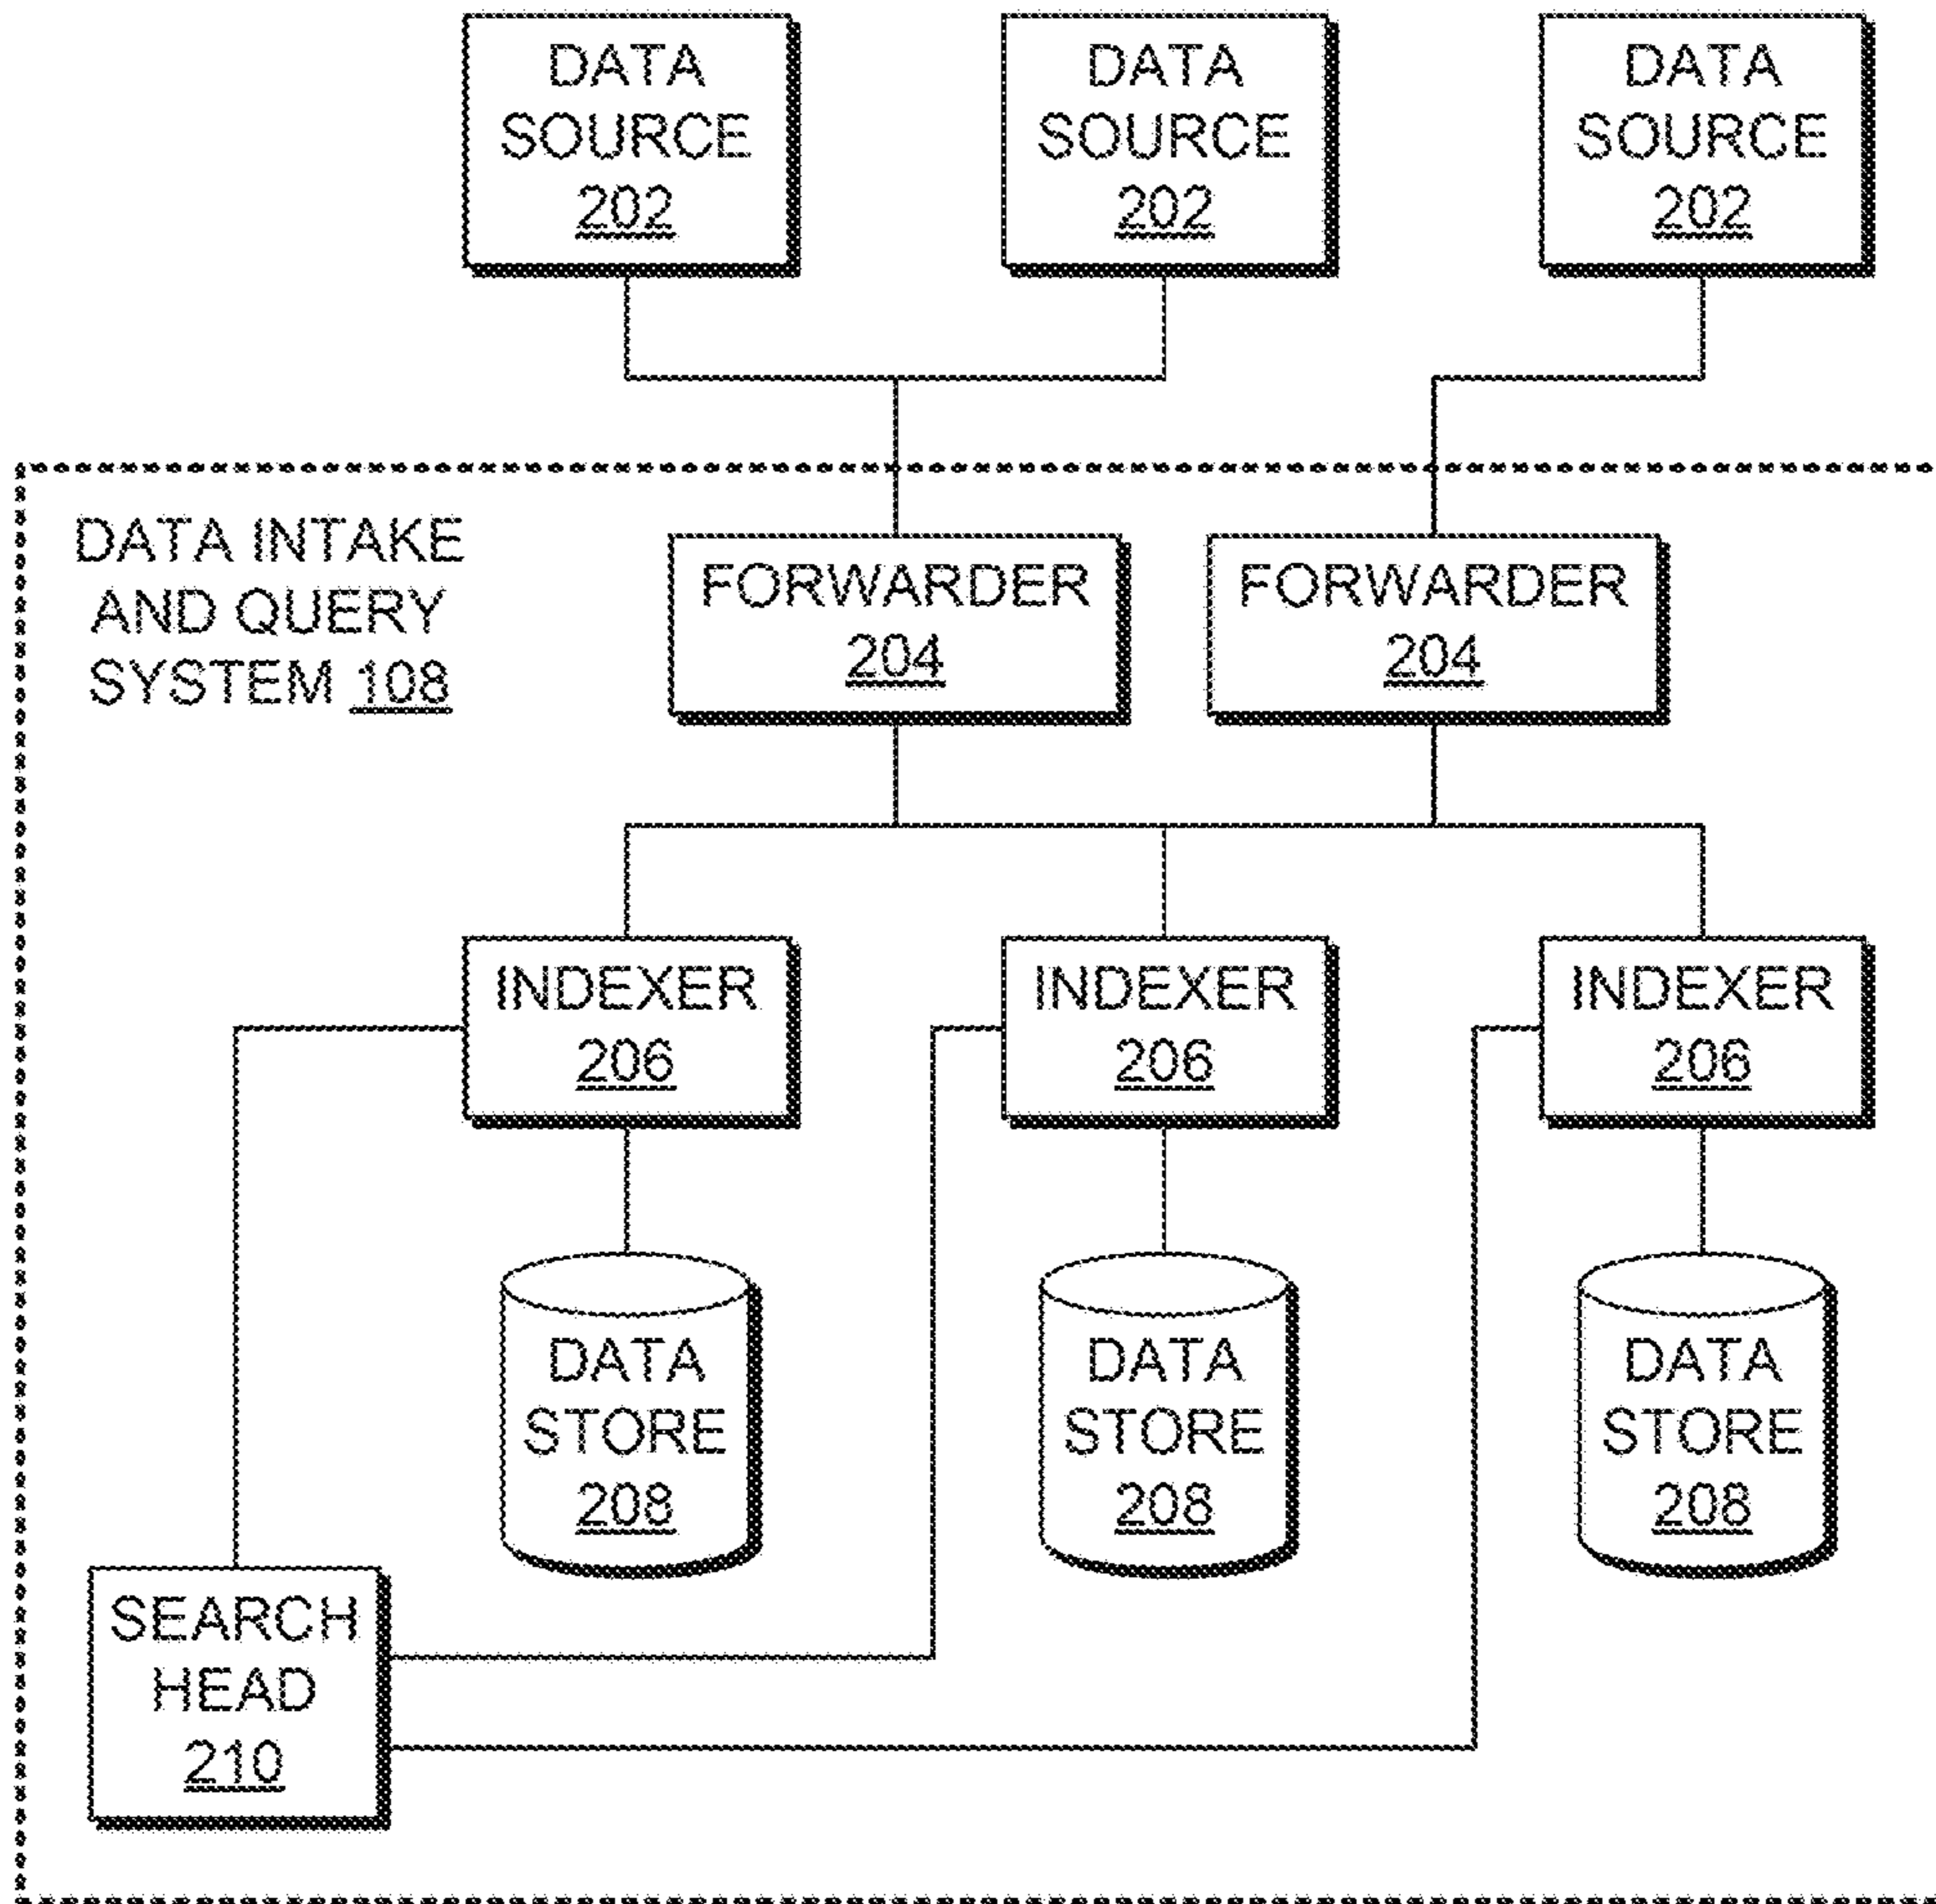 DATA
SOURCE
202
DATA
SOURCE
202
DATA
SOURCE
202
DATA INTAKE
AND QUERY
SYSTEM 108
FORWARDER
204
FORWARDER
204
INDEXER
206
INDEXER
206
INDEXER
206
DATA
STORE
208
DATA
STORE
208
DATA
STORE
208
SEARCH
HEAD
210